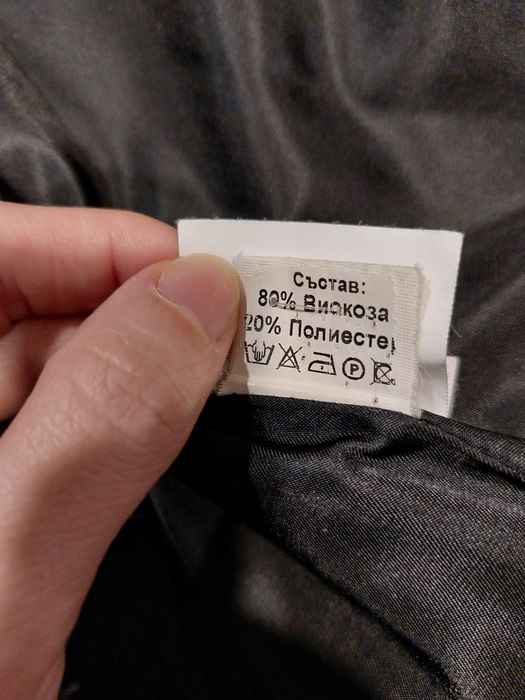 Състав:
80% Вискоза
20% Полиестер
P